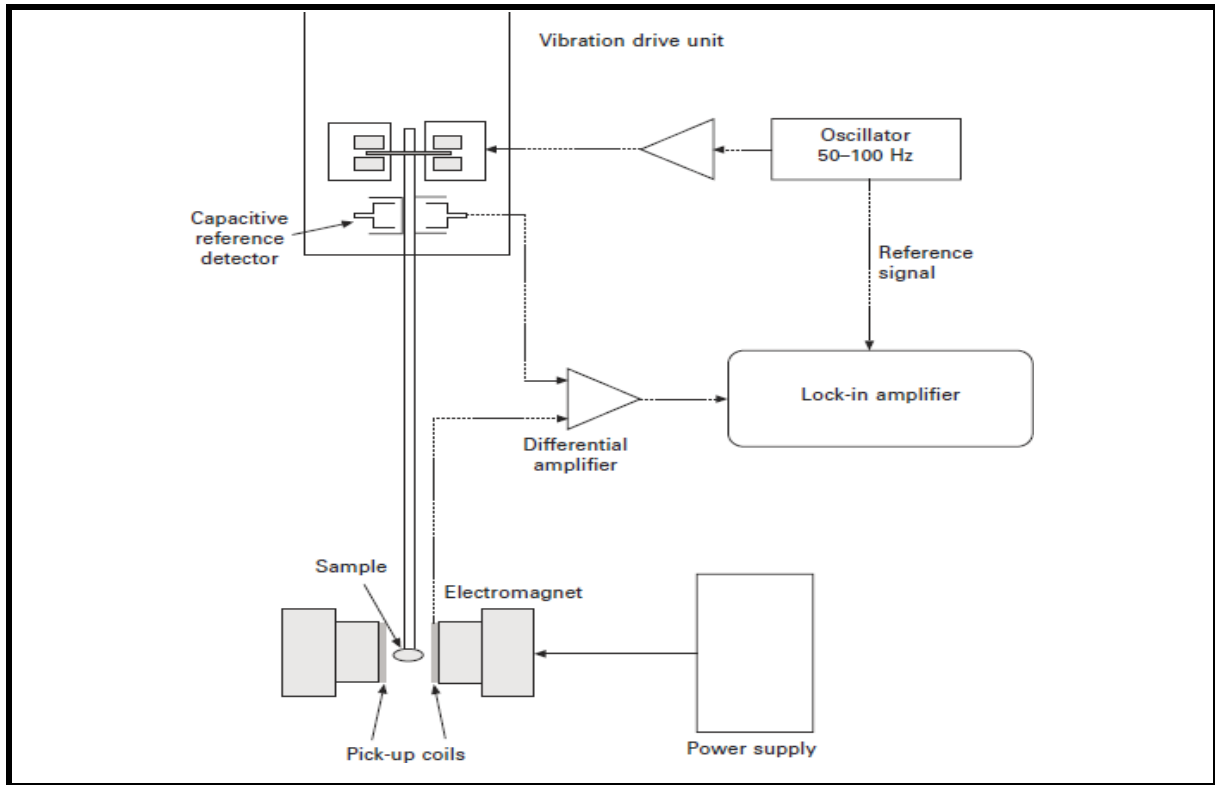 Vibration drive unit
Oscillator
50–100 Hz
Capacitive
reference
detector
Reference
signal
Lock-in amplifier
Differential
amplifier
Sample
Electromagnet
Pick-up coils
Power supply